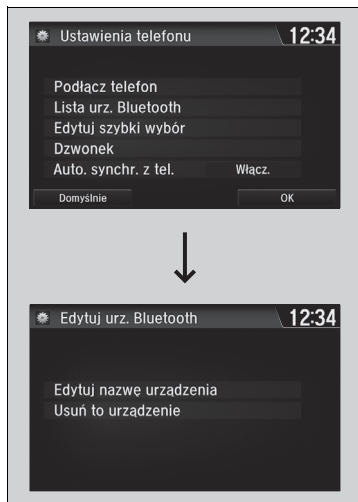 Ustawienia telefonu 12:34
Podłącz telefon
Lista urz. Bluetooth
Edytuj szybki wybór
Dzwonek
Auto. synchr. z tel. Włącz.
Domyślnie OK
Edytuj urz. Bluetooth 12:34
Edytuj nazwę urządzenia
Usuń to urządzenie